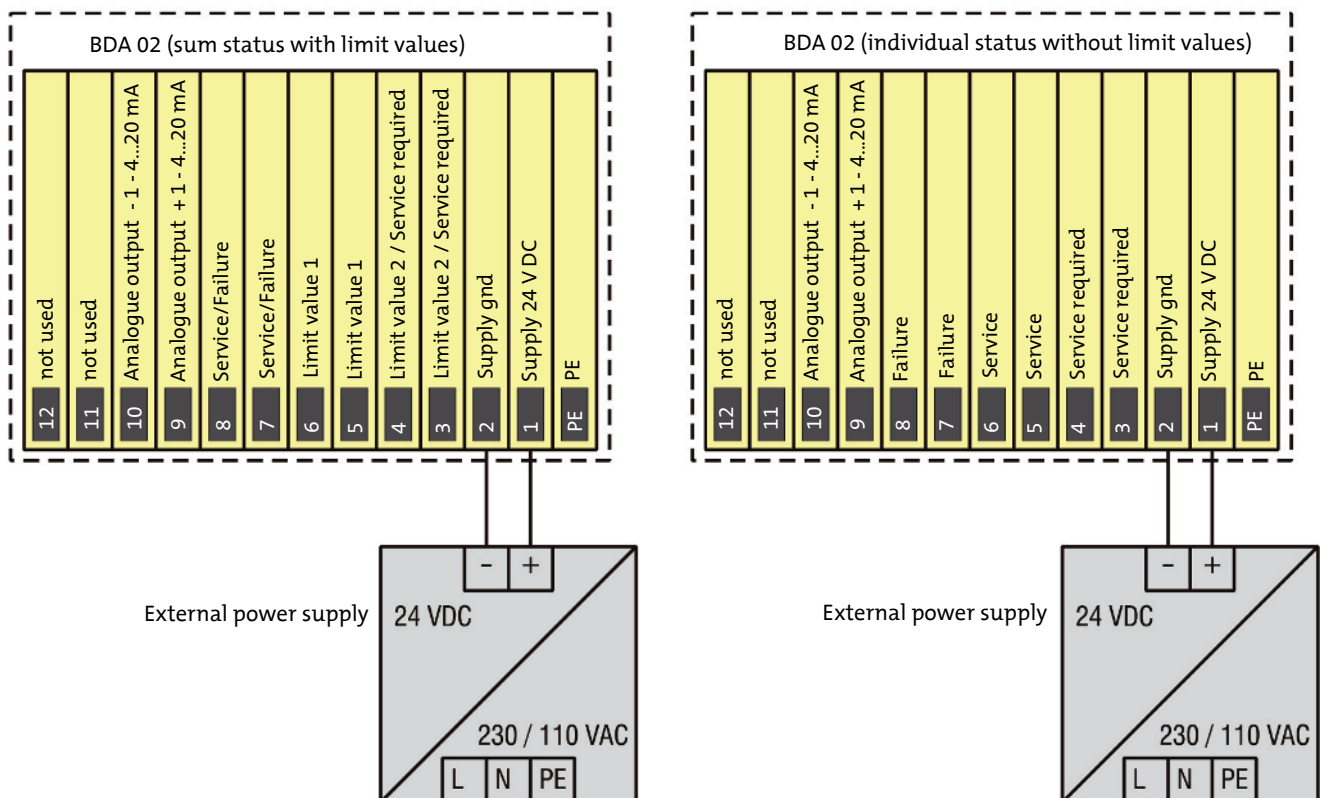 BDA 02 (sum status with limit values)
12 not used
11 not used
10 Analogue output - 1 - 4...20 mA
9 Analogue output + 1 - 4...20 mA
8 Service/Failure
7 Service/Failure
6 Limit value 1
5 Limit value 1
4 Limit value 2 / Service required
3 Limit value 2 / Service required
2 Supply gnd
1 Supply 24 V DC
PE PE
- +
External power supply
24 VDC
230 / 110 VAC
L N PE
BDA 02 (individual status without limit values)
12 not used
11 not used
10 Analogue output - 1 - 4...20 mA
9 Analogue output + 1 - 4...20 mA
8 Failure
7 Failure
6 Service
5 Service
4 Service required
3 Service required
2 Supply gnd
1 Supply 24 V DC
PE PE
- +
External power supply
24 VDC
230 / 110 VAC
L N PE